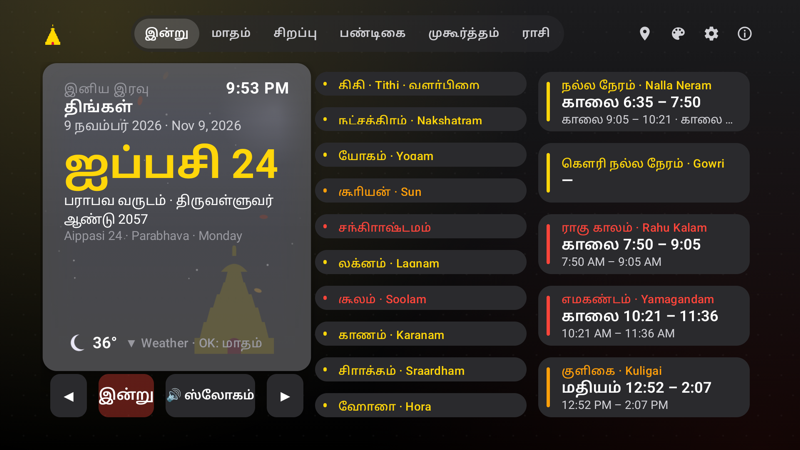 இன்று
மாதம்
சிறப்பு
பண்டிகை
முகூர்த்தம்
ராசி
இனிய இரவு
9:53 PM
திங்கள்
9 நவம்பர் 2026 · Nov 9, 2026
ஐப்பசி 24
பராபவ வருடம் · திருவள்ளுவர்
ஆண்டு 2057
Aippasi 24 · Parabhava · Monday
36° ▼ Weather · OK: மாதம்
◀ இன்று 🔊 ஸ்லோகம் ▶
• · Tithi · வளர்பிறை
• நட்சத்திரம் · Nakshatram
• யோகம் · Yogam
• சூரியன் · Sun
• சந்திராஷ்டமம்
• லக்னம் · Lagnam
• சூலம் · Soolam
• கரணம் · Karanam
• Sraardham
• ஹோரை · Hora
நல்ல நேரம் · Nalla Neram
காலை 6:35 – 7:50
காலை 9:05 – 10:21 · காலை ...
கௌரி நல்ல நேரம் · Gowri
—
ராகு காலம் · Rahu Kalam
காலை 7:50 – 9:05
7:50 AM – 9:05 AM
எமகண்டம் · Yamagandam
காலை 10:21 – 11:36
10:21 AM – 11:36 AM
குளிகை · Kuligai
மதியம் 12:52 – 2:07
12:52 PM – 2:07 PM